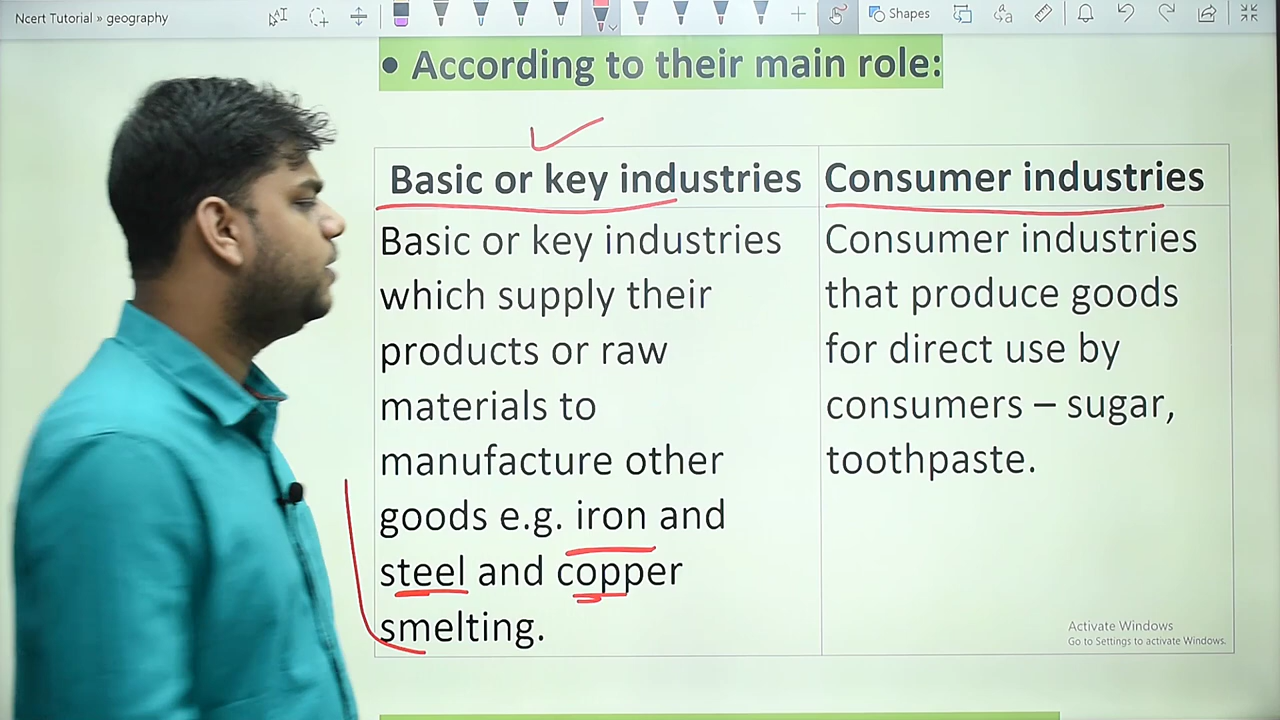 Ncert Tutorial » geography
Shapes
• According to their main role:
Basic or key industries
Basic or key industries
which supply their
products or raw
materials to
manufacture other
goods e.g. iron and
steel and copper
smelting.
Consumer industries
Consumer industries
that produce goods
for direct use by
consumers – sugar,
toothpaste.
Activate Windows
Go to Settings to activate Windows.